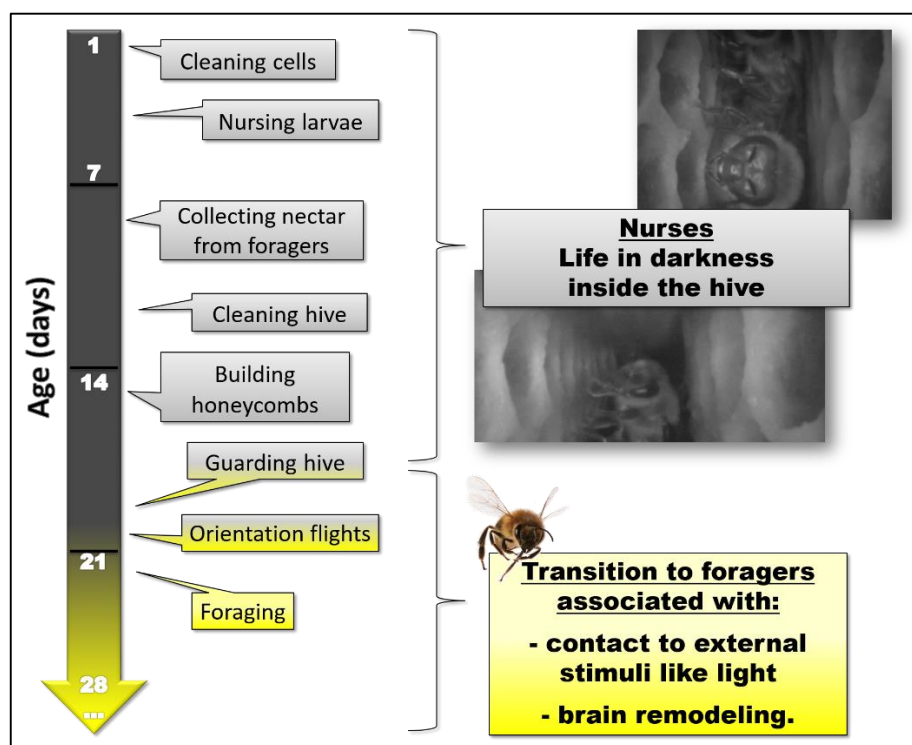 Age (days)
1
7
14
21
28
...
Cleaning cells
Nursing larvae
Collecting nectar
from foragers
Cleaning hive
Building
honeycombs
Guarding hive
Orientation flights
Foraging
Nurses
Life in darkness
inside the hive
Transition to foragers
associated with:
- contact to external
stimuli like light
- brain remodeling.